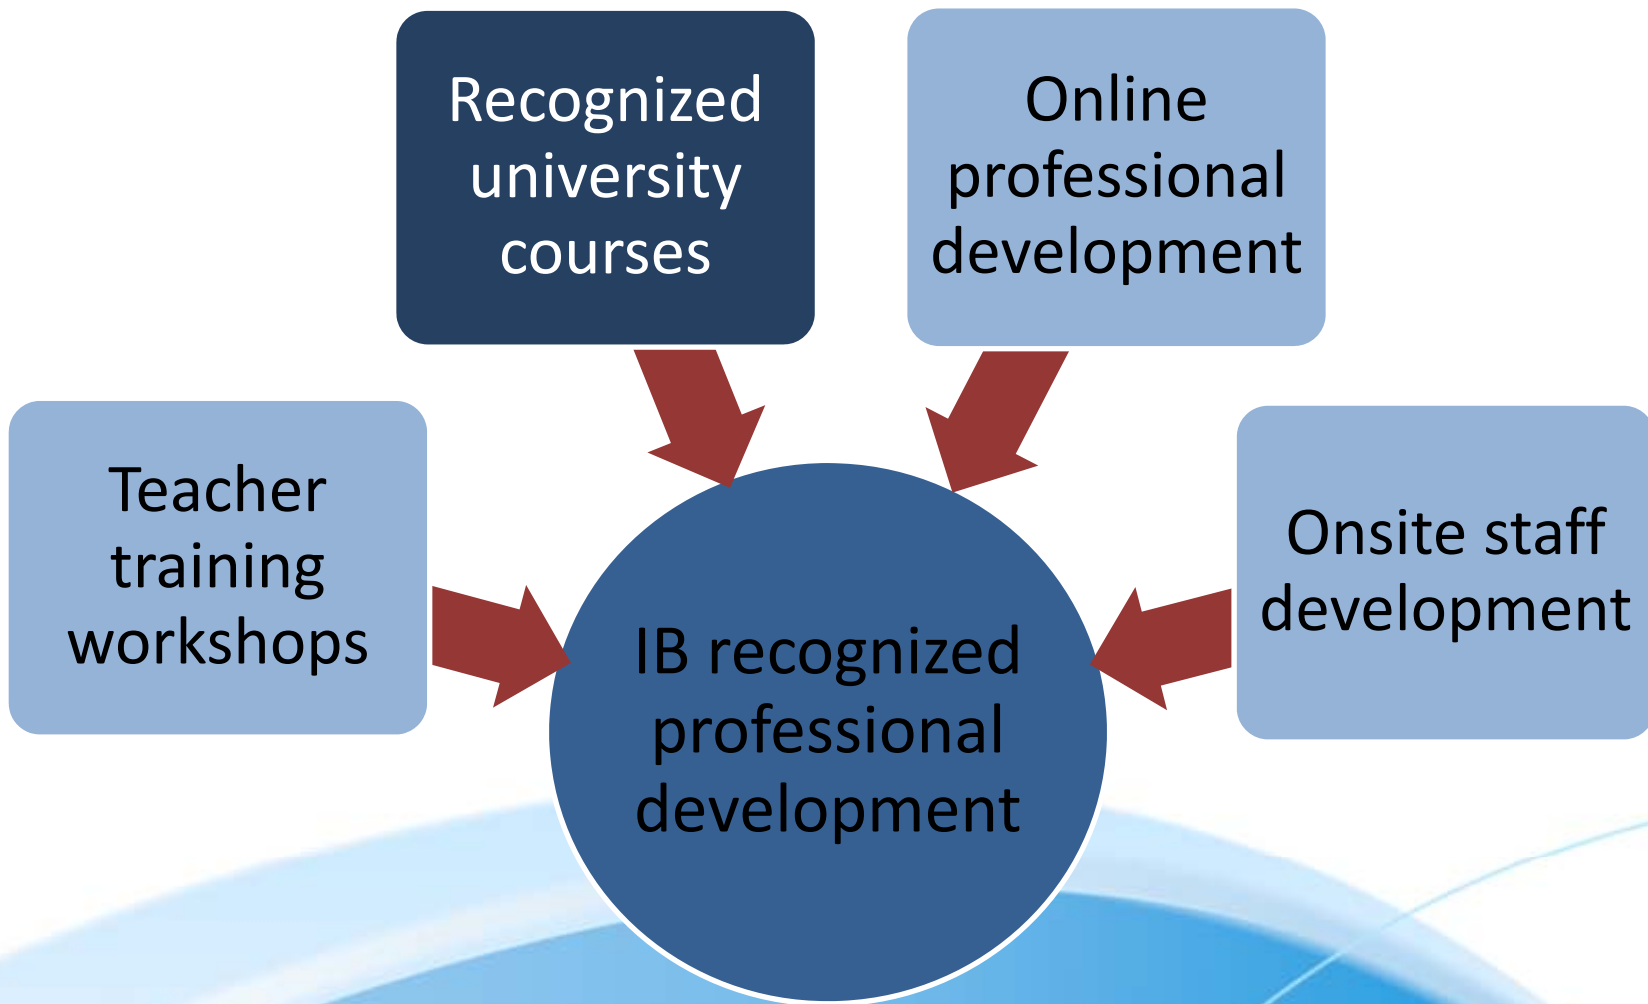 Recognized
university
courses
Online
professional
development
Teacher
training
workshops
Onsite staff
development
IB recognized
professional
development